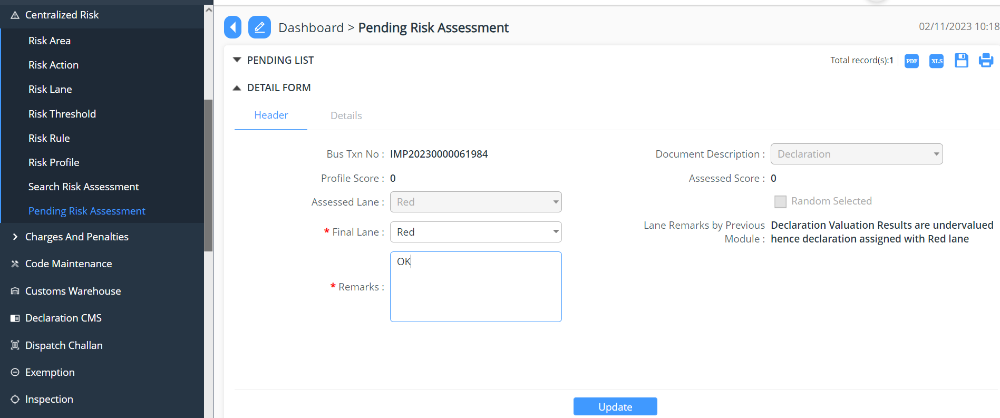 Centralized Risk
Risk Area
Risk Action
Risk Lane
Risk Threshold
Risk Rule
Risk Profile
Search Risk Assessment
Pending Risk Assessment
Charges And Penalties
Code Maintenance
Customs Warehouse
Declaration CMS
Dispatch Challan
Exemption
Inspection
Dashboard > Pending Risk Assessment
02/11/2023 10:18
PENDING LIST
Total record(s):1
PDF
XLS
DETAIL FORM
Header
Details
Bus Txn No : IMP20230000061984
Document Description : Declaration
Profile Score : 0
Assessed Score : 0
Assessed Lane : Red
Random Selected
* Final Lane : Red
Lane Remarks by Previous Declaration Valuation Results are undervalued
Module : hence declaration assigned with Red lane
* Remarks : OK
Update